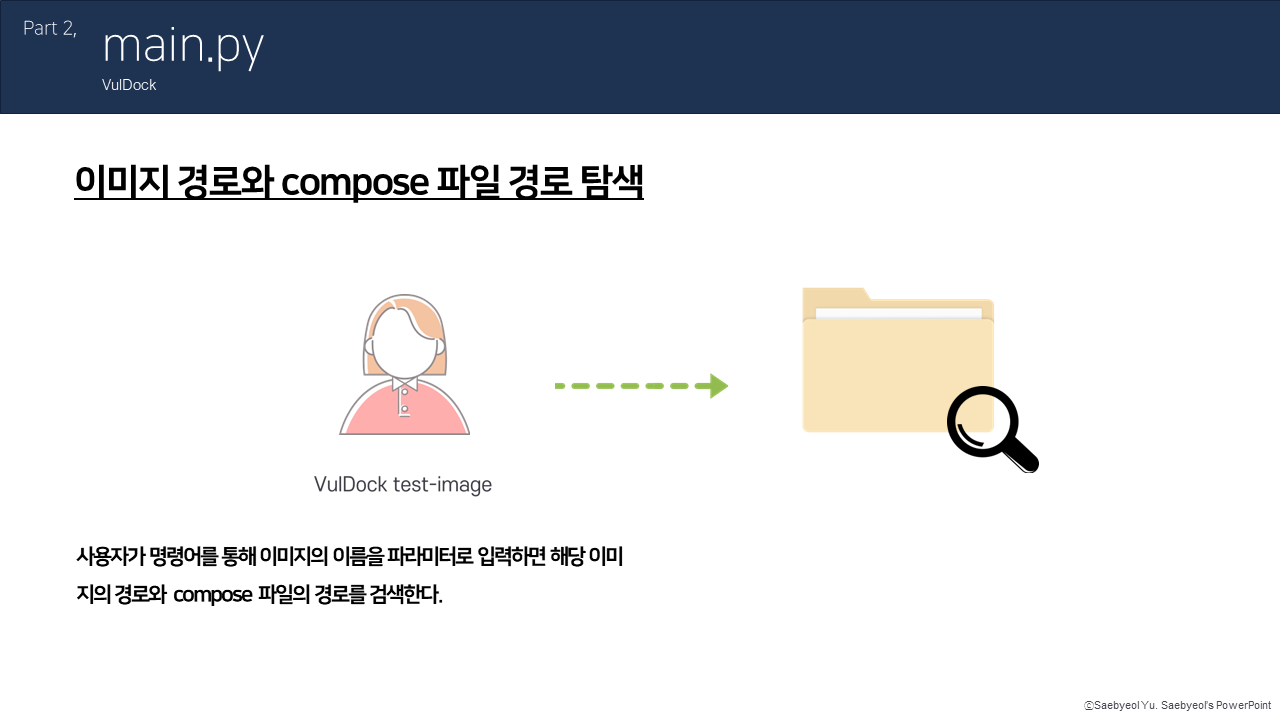 Part 2,
main.py
VulDock
이미지 경로와 compose 파일 경로 탐색
VulDock test-image
사용자가 명령어를 통해 이미지의 이름을 파라미터로 입력하면 해당 이미
지의 경로와 compose 파일의 경로를 검색한다.
ⓒSaebyeol Yu. Saebyeol's PowerPoint